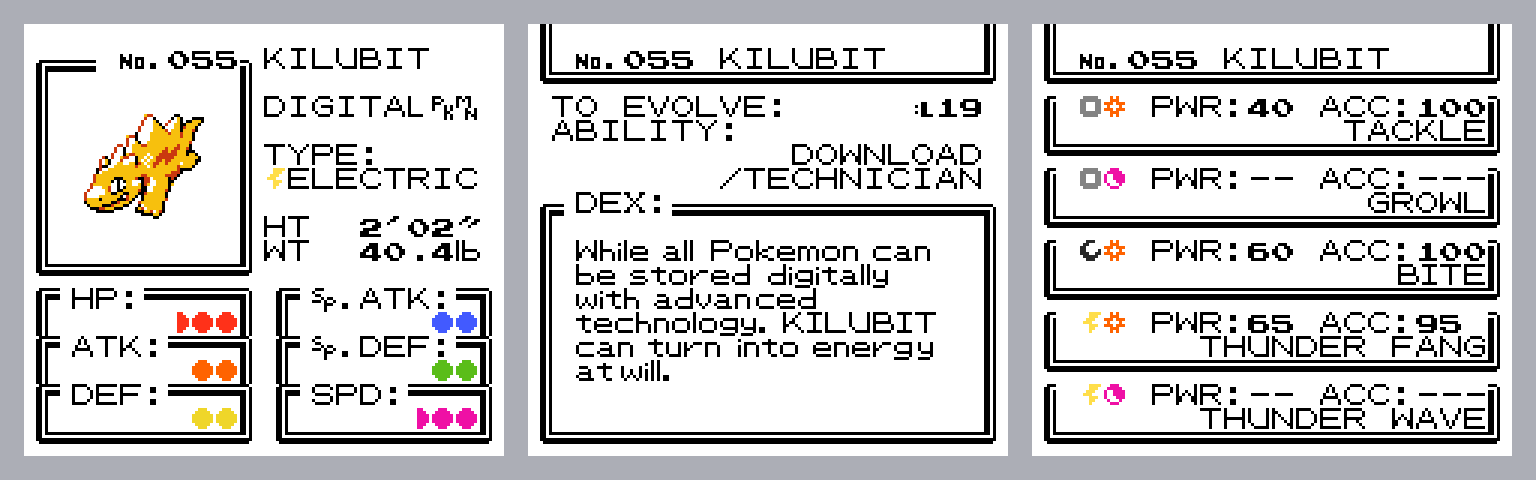 No. 055 KILUBIT
DIGITAL PKMN
TYPE:
ELECTRIC
HT 2'02"
WT 40.4lb
HP:
ATK:
DEF:
Sp. ATK:
Sp. DEF:
SPD:
No. 055 KILUBIT
TO EVOLVE: :L19
ABILITY:
DOWNLOAD
/TECHNICIAN
DEX:
While all Pokemon can
be stored digitally
with advanced
technology. KILUBIT
can turn into energy
at will.
No. 055 KILUBIT
PWR:40 ACC:100
TACKLE
PWR:-- ACC:---
GROWL
PWR:60 ACC:100
BITE
PWR:65 ACC:95
THUNDER FANG
PWR:-- ACC:---
THUNDER WAVE